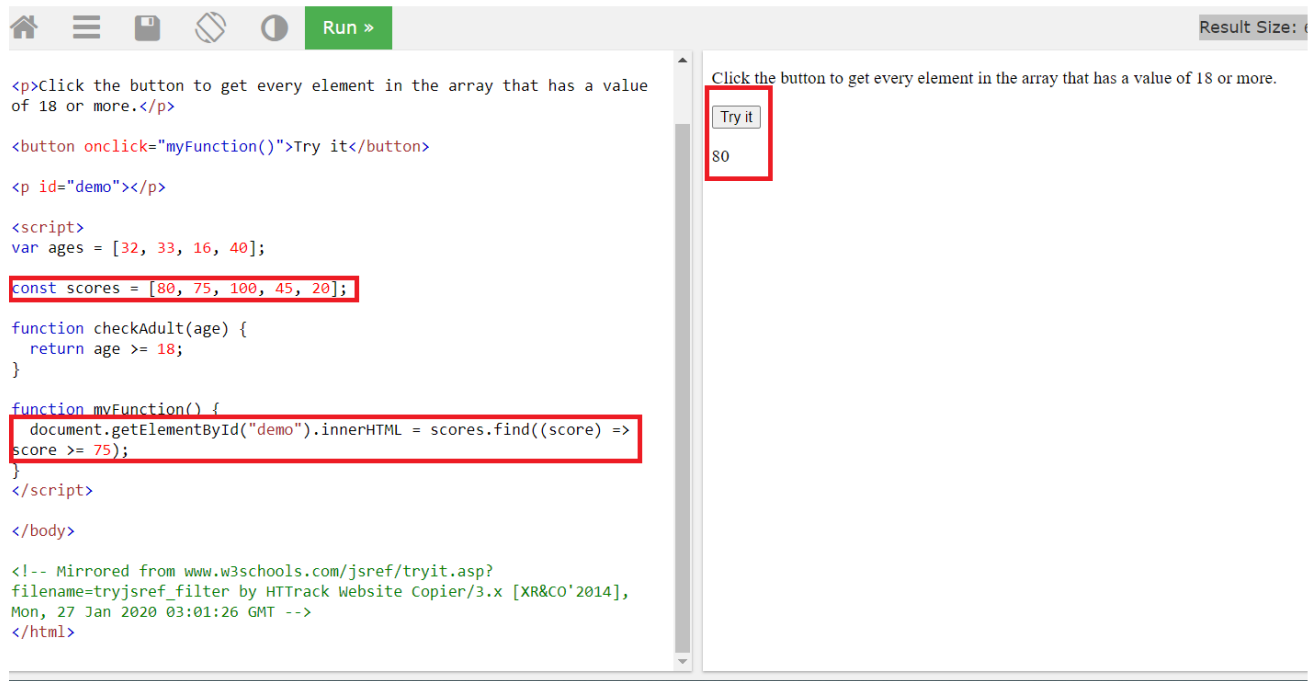 Run »
Result Size:
<p>Click the button to get every element in the array that has a value
of 18 or more.</p>
<button onclick="myFunction()">Try it</button>
<p id="demo"></p>
<script>
var ages = [32, 33, 16, 40];
const scores = [80, 75, 100, 45, 20];
function checkAdult(age) {
return age >= 18;
}
function myFunction() {
document.getElementById("demo").innerHTML = scores.find((score) =>
score >= 75);
}
</script>
</body>
<!-- Mirrored from www.w3schools.com/jsref/tryit.asp?
filename=tryjsref_filter by HTTrack Website Copier/3.x [XR&CO'2014],
Mon, 27 Jan 2020 03:01:26 GMT -->
</html>
Click the button to get every element in the array that has a value of 18 or more.
Try it
80